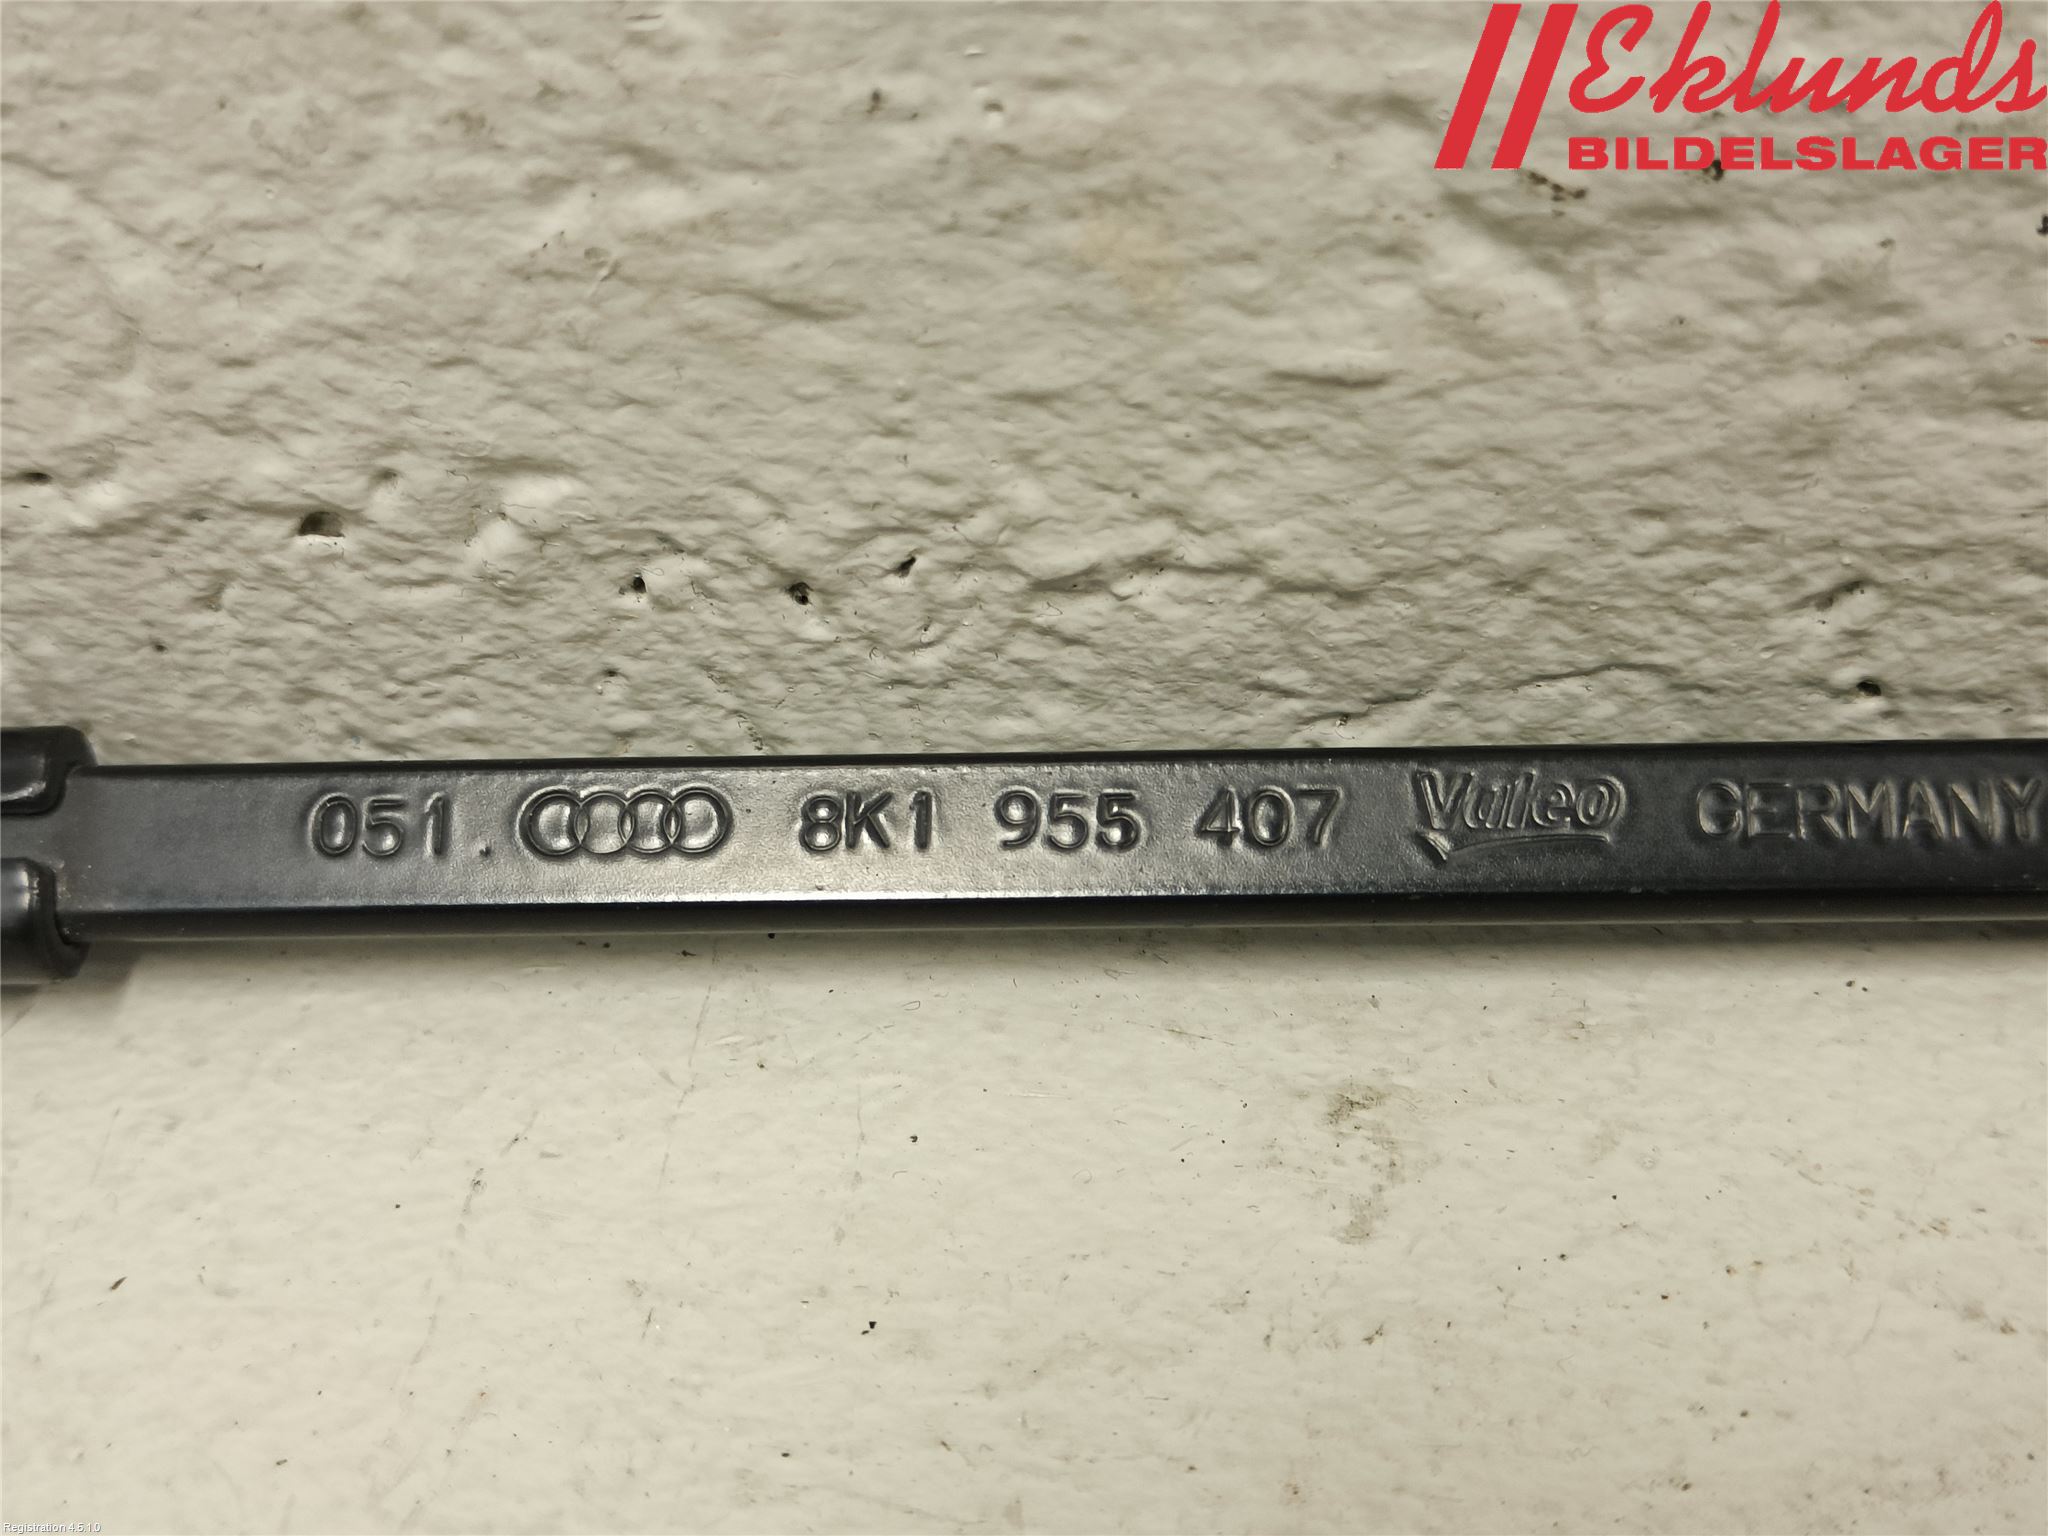 Eklunds
BILDELSLAGER
051 8K1 955 407 Valeo GERMANY
Registration 4.5.1.0